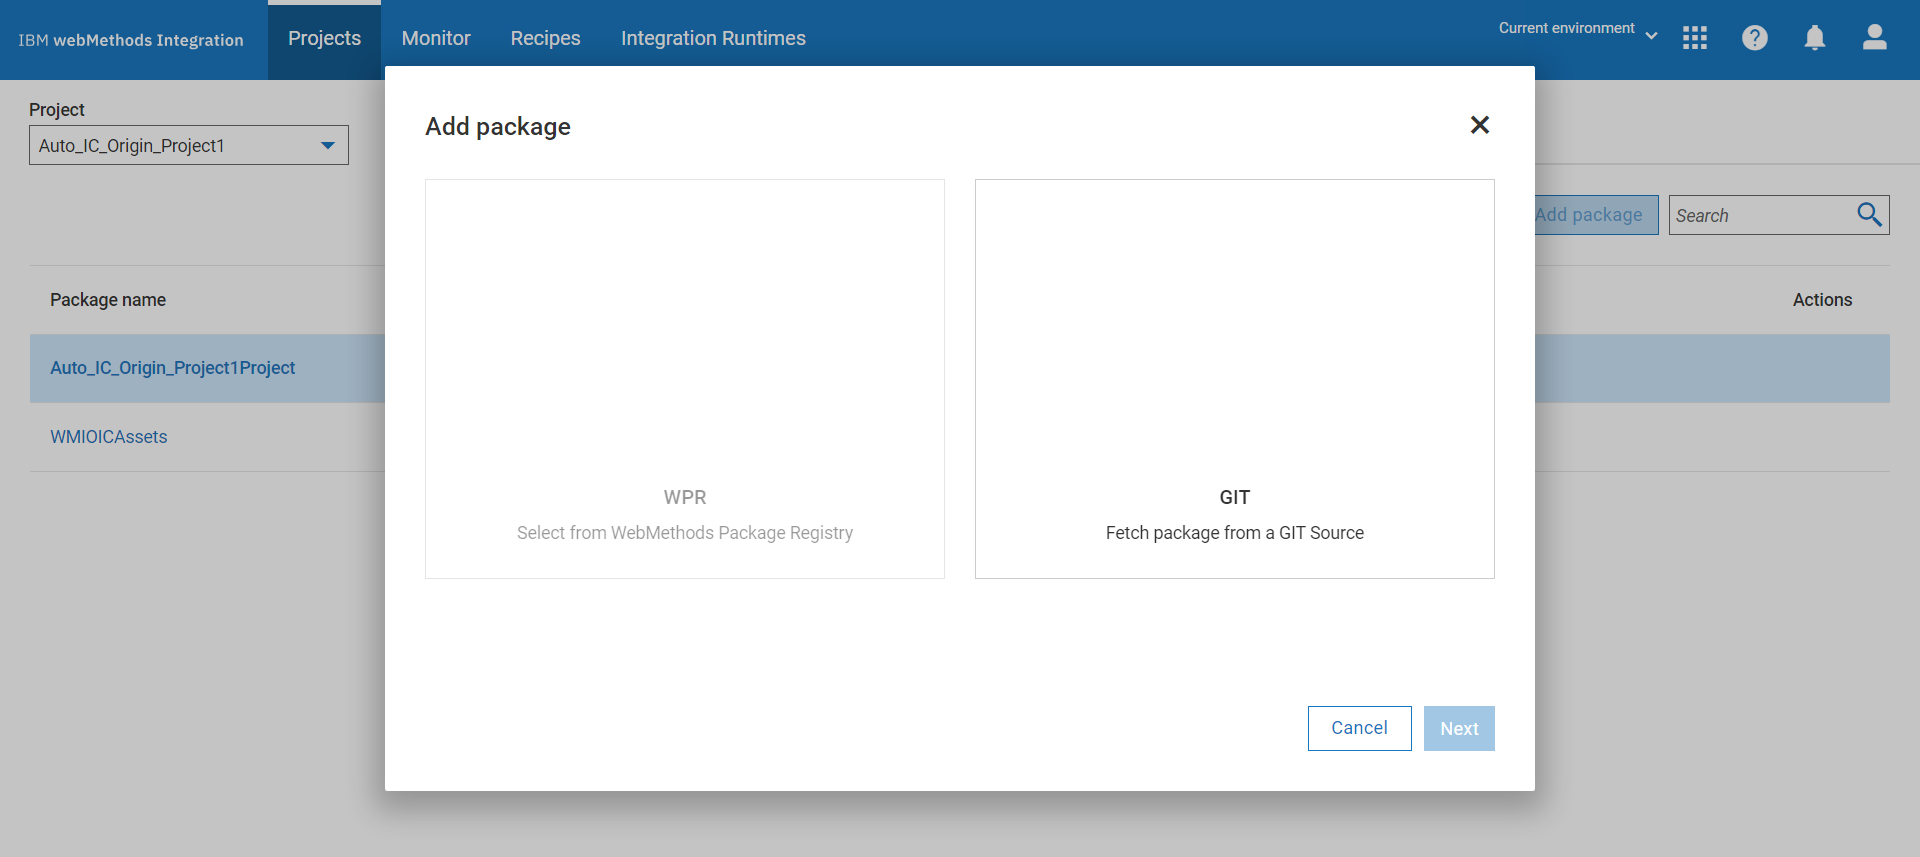 IBM webMethods Integration
Projects
Monitor
Recipes
Integration Runtimes
Current environment
Project
Auto_IC_Origin_Project1
Add package
Add package
Search
Package name
Actions
Auto_IC_Origin_Project1Project
WMIOICAssets
WPR
Select from WebMethods Package Registry
GIT
Fetch package from a GIT Source
Cancel
Next